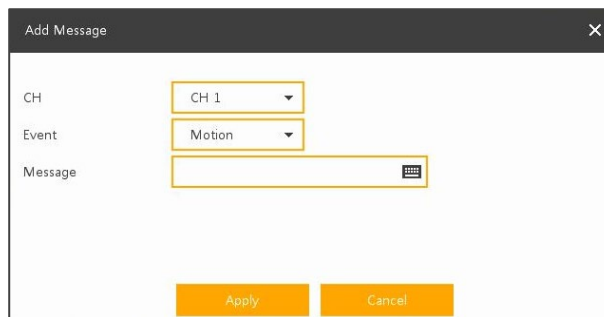 Add Message
CH CH 1
Event Motion
Message
Apply Cancel